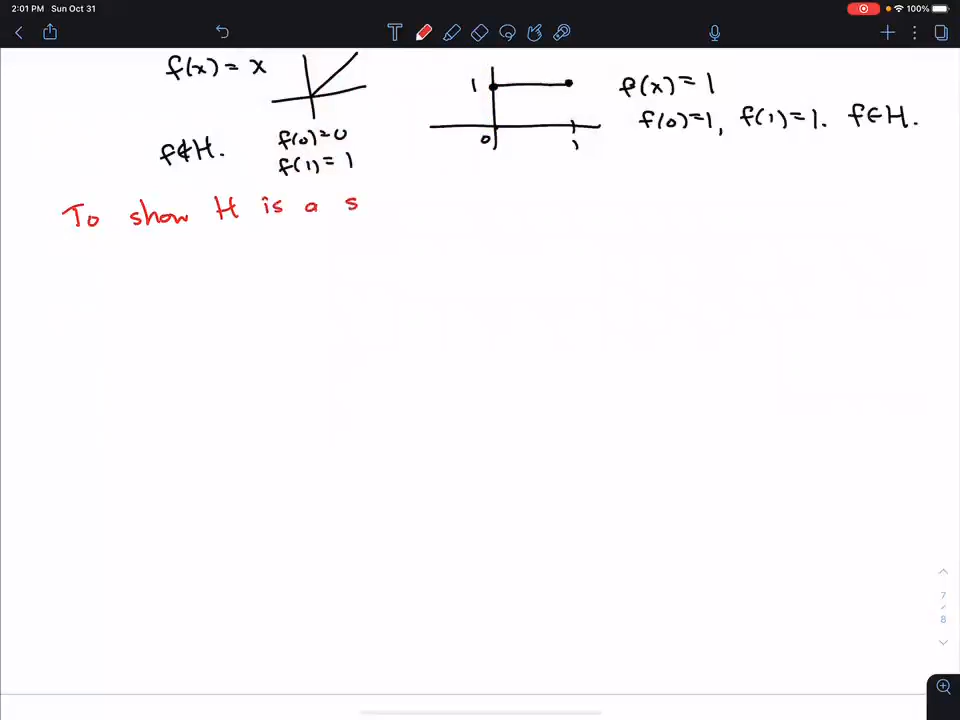 2:01 PM Sun Oct 31
100%
f(x) = x
1
f(x) = 1
f(0)=1, f(1)=1. f∈H.
0
1
f(0)=0
f∉H.
f(1) = 1
To show H is a s
7
8